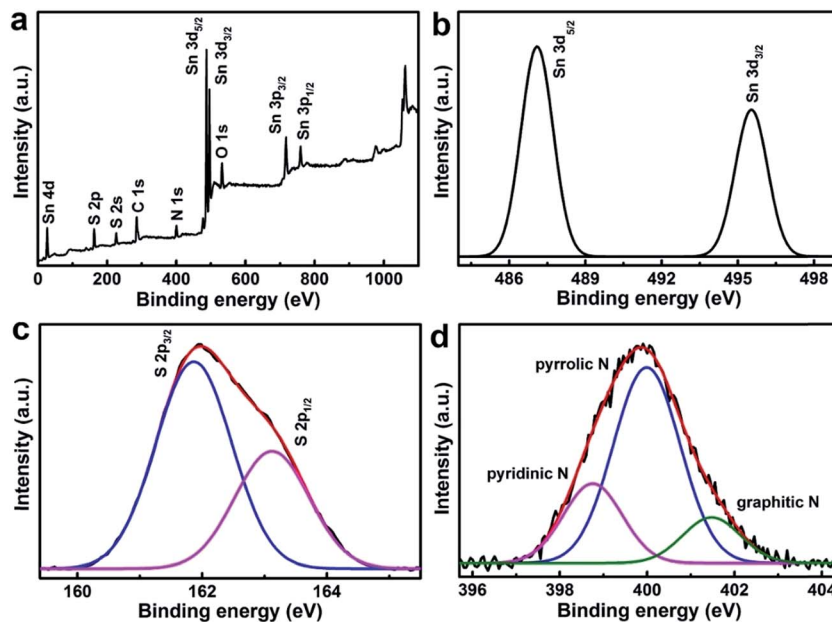 a
Intensity (a.u.)
Sn 4d
S 2p
S 2s
C 1s
N 1s
Sn 3d5/2
Sn 3d3/2
O 1s
Sn 3p3/2
Sn 3p1/2
0 200 400 600 800 1000
Binding energy (eV)
b
Intensity (a.u.)
Sn 3d5/2
Sn 3d3/2
486 489 492 495 498
Binding energy (eV)
c
Intensity (a.u.)
S 2p3/2
S 2p1/2
160 162 164
Binding energy (eV)
d
Intensity (a.u.)
pyrrolic N
pyridinic N
graphitic N
396 398 400 402 404
Binding energy (eV)